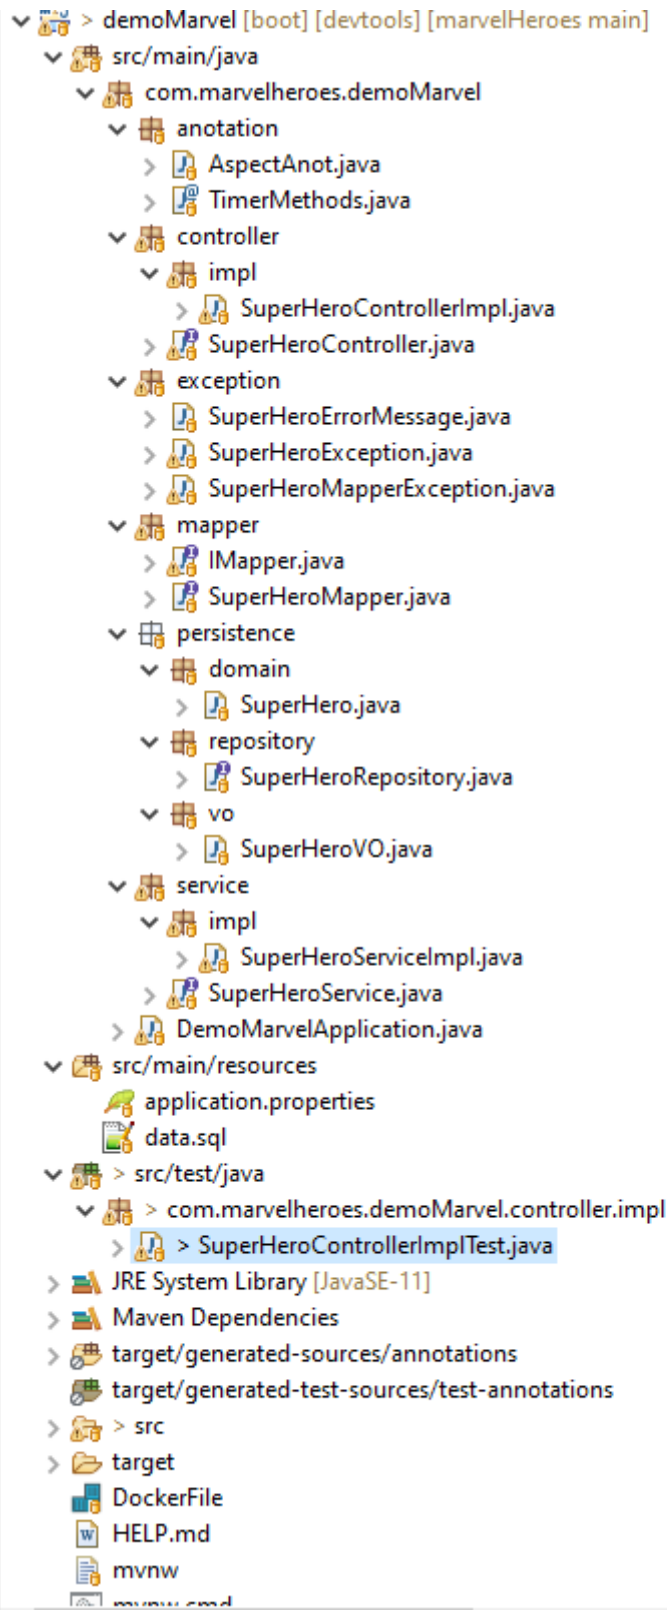 > demoMarvel [boot] [devtools] [marvelHeroes main]
src/main/java
com.marvelheroes.demoMarvel
anotation
AspectAnot.java
TimerMethods.java
controller
impl
SuperHeroControllerImpl.java
SuperHeroController.java
exception
SuperHeroErrorMessage.java
SuperHeroException.java
SuperHeroMapperException.java
mapper
IMapper.java
SuperHeroMapper.java
persistence
domain
SuperHero.java
repository
SuperHeroRepository.java
vo
SuperHeroVO.java
service
impl
SuperHeroServiceImpl.java
SuperHeroService.java
DemoMarvelApplication.java
src/main/resources
application.properties
data.sql
> src/test/java
> com.marvelheroes.demoMarvel.controller.impl
> SuperHeroControllerImplTest.java
JRE System Library [JavaSE-11]
Maven Dependencies
target/generated-sources/annotations
target/generated-test-sources/test-annotations
> src
target
DockerFile
HELP.md
mvnw
mvnw.cmd